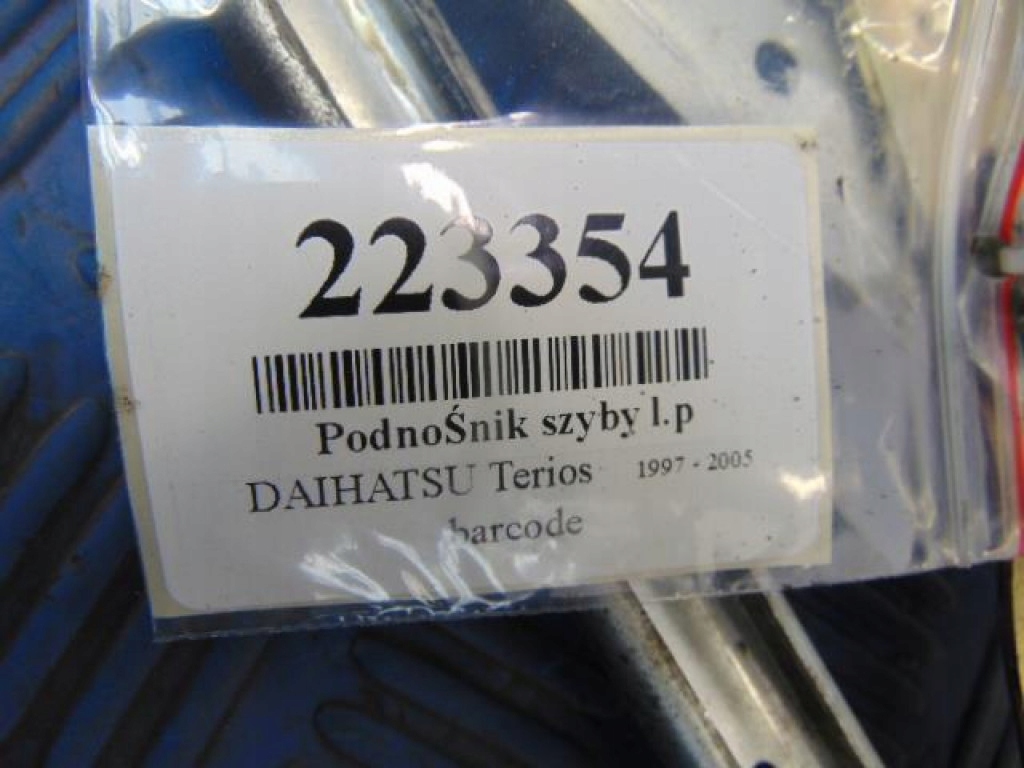 223354
PodnoŚnik szyby l.p
DAIHATSU Terios 1997 - 2005
barcode